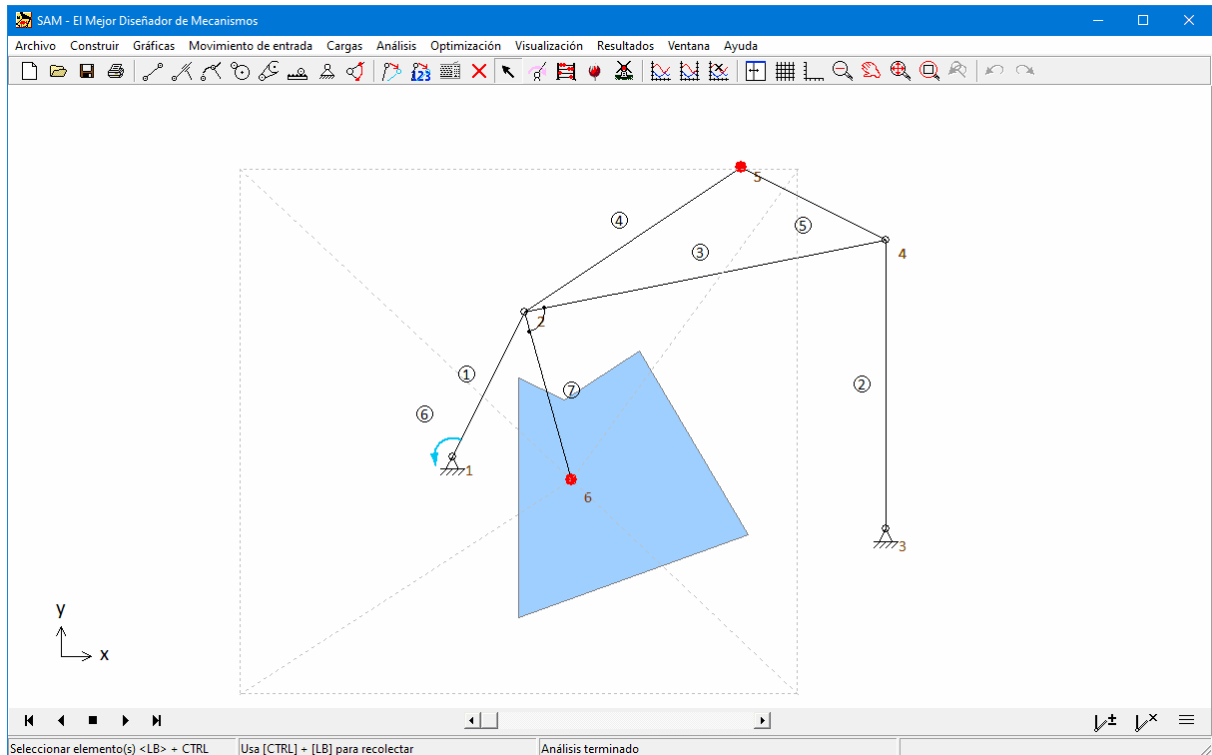 SAM - El Mejor Diseñador de Mecanismos
Archivo Construir Gráficas Movimiento de entrada Cargas Análisis Optimización Visualización Resultados Ventana Ayuda
123
5
④
⑤
③
4
2
①
②
⑦
⑥
1
6
3
y
x
Seleccionar elemento(s) <LB> + CTRL Usa [CTRL] + [LB] para recolectar Análisis terminado